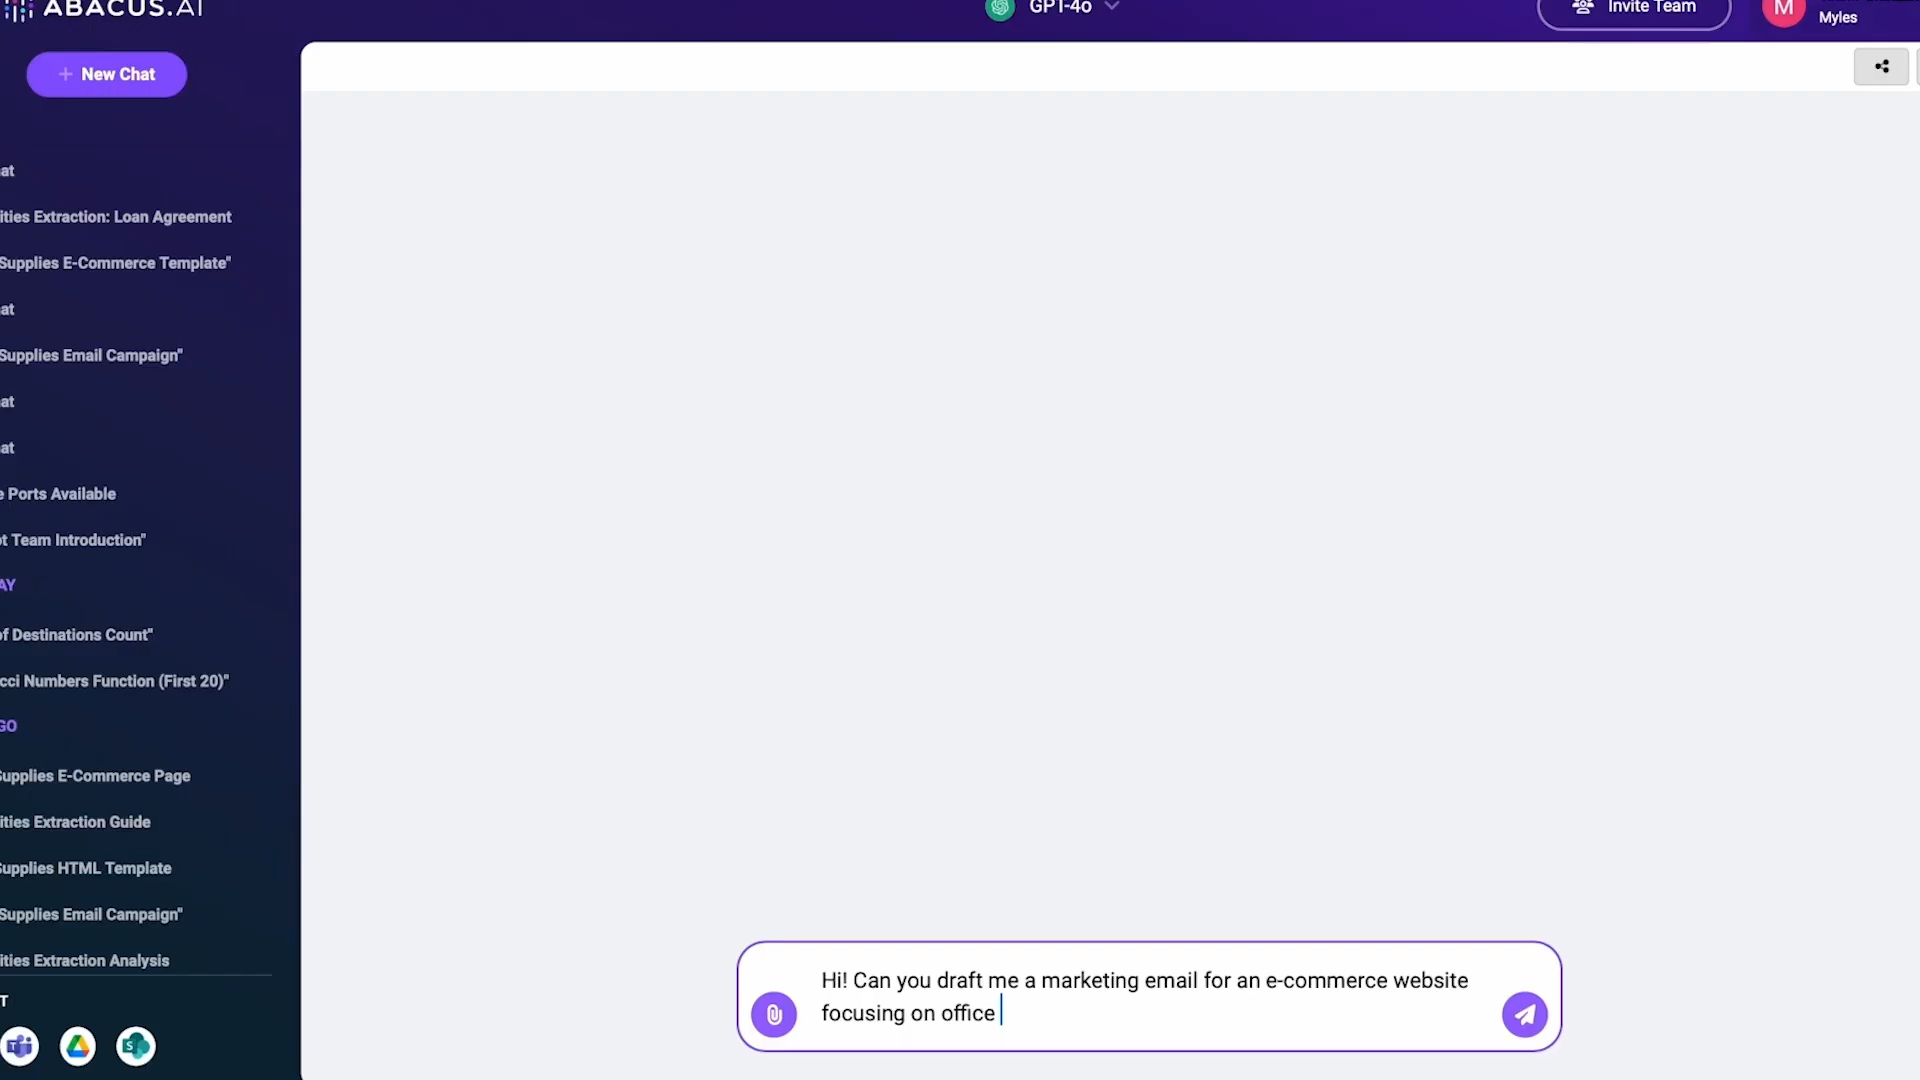 ABACUS.AI
GPT-4o
Invite Team
M
Myles
+ New Chat
at
ities Extraction: Loan Agreement
Supplies E-Commerce Template"
at
Supplies Email Campaign"
at
at
e Ports Available
ot Team Introduction"
AY
of Destinations Count"
cci Numbers Function (First 20)"
GO
Supplies E-Commerce Page
ities Extraction Guide
Supplies HTML Template
Supplies Email Campaign"
ities Extraction Analysis
T
Hi! Can you draft me a marketing email for an e-commerce website
focusing on office